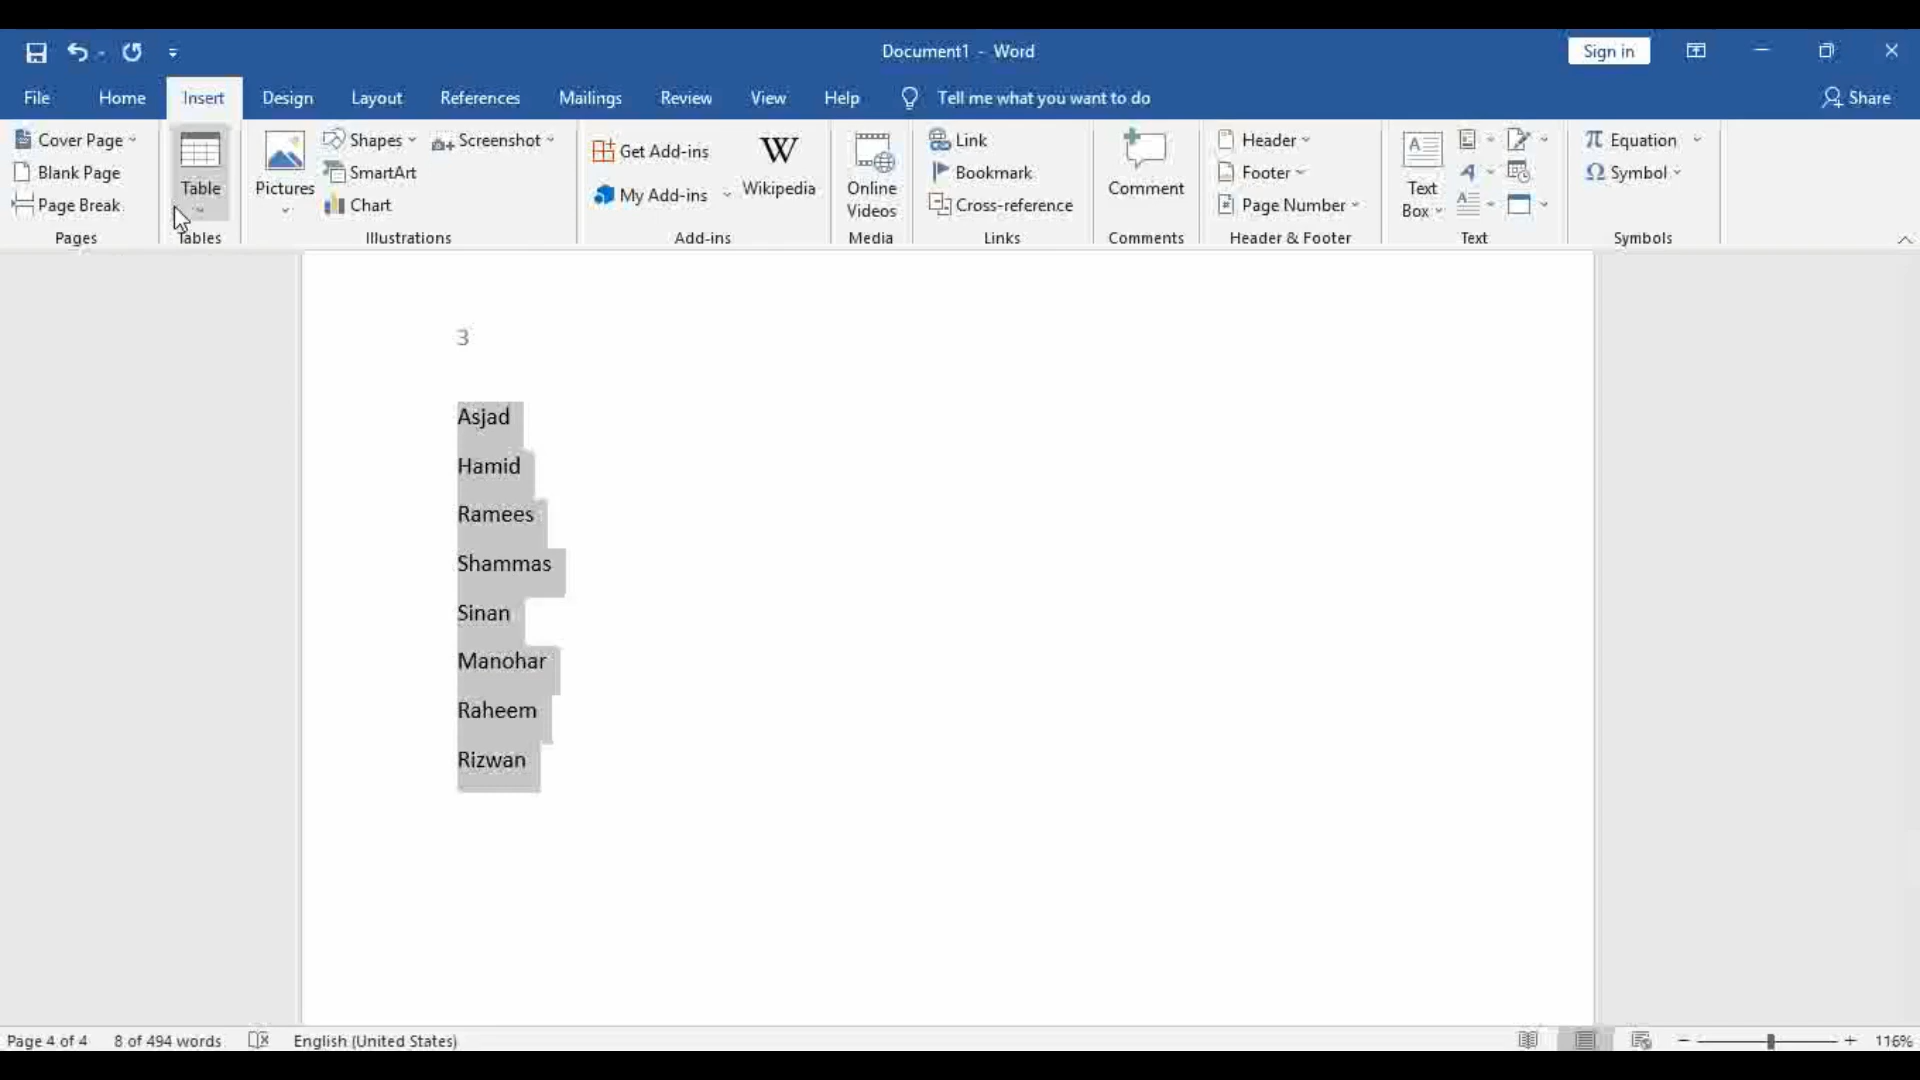 Document1 - Word
Sign in
File Home Insert Design Layout References Mailings Review View Help Tell me what you want to do Share
Cover Page
Blank Page
Page Break
Pages
Table
Tables
Pictures
Shapes
SmartArt
Chart
Screenshot
Illustrations
Get Add-ins
My Add-ins
W
Wikipedia
Add-ins
Online
Videos
Media
Link
Bookmark
Cross-reference
Links
Comment
Comments
Header
Footer
Page Number
Header & Footer
Text
Box
Text
π Equation
Ω Symbol
Symbols
3
Asjad
Hamid
Ramees
Shammas
Sinan
Manohar
Raheem
Rizwan
Page 4 of 4 8 of 494 words English (United States) 116%